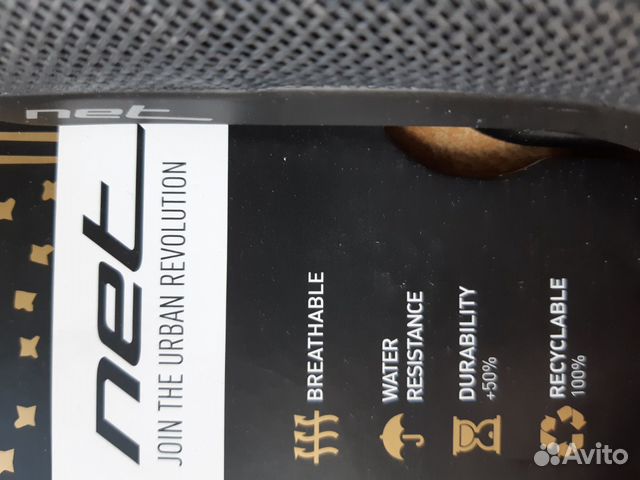 net
net
JOIN THE URBAN REVOLUTION
BREATHABLE
WATER
RESISTANCE
DURABILITY
+50%
RECYCLABLE
100%
Avito